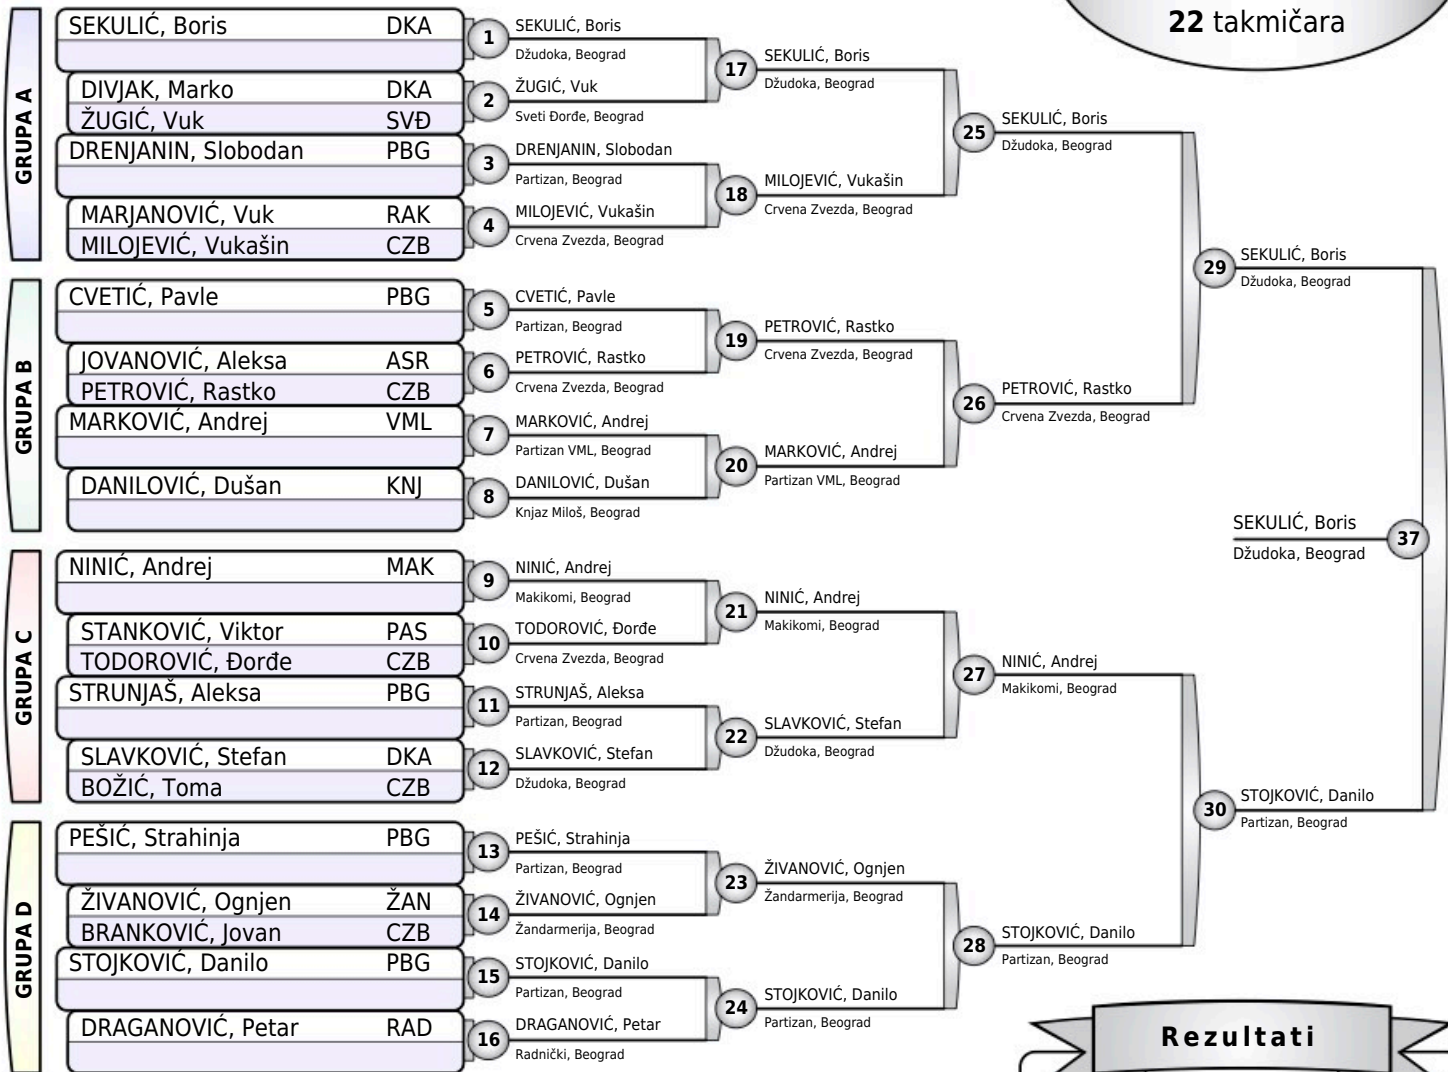 22 takmičara
GRUPA A
SEKULIĆ, Boris DKA
DIVJAK, Marko DKA
ŽUGIĆ, Vuk SVĐ
DRENJANIN, Slobodan PBG
MARJANOVIĆ, Vuk RAK
MILOJEVIĆ, Vukašin CZB
GRUPA B
CVETIĆ, Pavle PBG
JOVANOVIĆ, Aleksa ASR
PETROVIĆ, Rastko CZB
MARKOVIĆ, Andrej VML
DANILOVIĆ, Dušan KNJ
GRUPA C
NINIĆ, Andrej MAK
STANKOVIĆ, Viktor PAS
TODOROVIĆ, Đorđe CZB
STRUNJAŠ, Aleksa PBG
SLAVKOVIĆ, Stefan DKA
BOŽIĆ, Toma CZB
GRUPA D
PEŠIĆ, Strahinja PBG
ŽIVANOVIĆ, Ognjen ŽAN
BRANKOVIĆ, Jovan CZB
STOJKOVIĆ, Danilo PBG
DRAGANOVIĆ, Petar RAD
1 SEKULIĆ, Boris
Džudoka, Beograd
2 ŽUGIĆ, Vuk
Sveti Đorđe, Beograd
3 DRENJANIN, Slobodan
Partizan, Beograd
4 MILOJEVIĆ, Vukašin
Crvena Zvezda, Beograd
5 CVETIĆ, Pavle
Partizan, Beograd
6 PETROVIĆ, Rastko
Crvena Zvezda, Beograd
7 MARKOVIĆ, Andrej
Partizan VML, Beograd
8 DANILOVIĆ, Dušan
Knjaz Miloš, Beograd
9 NINIĆ, Andrej
Makikomi, Beograd
10 TODOROVIĆ, Đorđe
Crvena Zvezda, Beograd
11 STRUNJAŠ, Aleksa
Partizan, Beograd
12 SLAVKOVIĆ, Stefan
Džudoka, Beograd
13 PEŠIĆ, Strahinja
Partizan, Beograd
14 ŽIVANOVIĆ, Ognjen
Žandarmerija, Beograd
15 STOJKOVIĆ, Danilo
Partizan, Beograd
16 DRAGANOVIĆ, Petar
Radnički, Beograd
17 SEKULIĆ, Boris
Džudoka, Beograd
18 MILOJEVIĆ, Vukašin
Crvena Zvezda, Beograd
19 PETROVIĆ, Rastko
Crvena Zvezda, Beograd
20 MARKOVIĆ, Andrej
Partizan VML, Beograd
21 NINIĆ, Andrej
Makikomi, Beograd
22 SLAVKOVIĆ, Stefan
Džudoka, Beograd
23 ŽIVANOVIĆ, Ognjen
Žandarmerija, Beograd
24 STOJKOVIĆ, Danilo
Partizan, Beograd
25 SEKULIĆ, Boris
Džudoka, Beograd
26 PETROVIĆ, Rastko
Crvena Zvezda, Beograd
27 NINIĆ, Andrej
Makikomi, Beograd
28 STOJKOVIĆ, Danilo
Partizan, Beograd
29 SEKULIĆ, Boris
Džudoka, Beograd
30 STOJKOVIĆ, Danilo
Partizan, Beograd
SEKULIĆ, Boris 37
Džudoka, Beograd
Rezultati